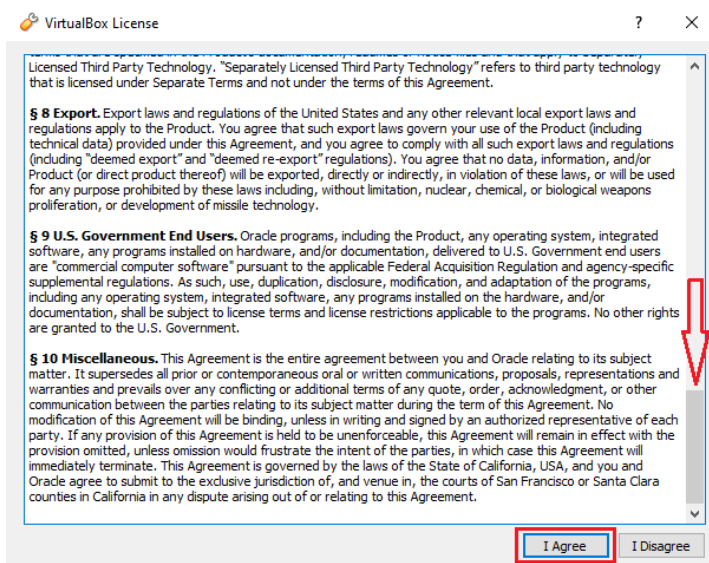 VirtualBox License
?
Licensed Third Party Technology. "Separately Licensed Third Party Technology" refers to third party technology
that is licensed under Separate Terms and not under the terms of this Agreement.
§ 8 Export. Export laws and regulations of the United States and any other relevant local export laws and
regulations apply to the Product. You agree that such export laws govern your use of the Product (including
technical data) provided under this Agreement, and you agree to comply with all such export laws and regulations
(including "deemed export" and "deemed re-export" regulations). You agree that no data, information, and/or
Product (or direct product thereof) will be exported, directly or indirectly, in violation of these laws, or will be used
for any purpose prohibited by these laws including, without limitation, nuclear, chemical, or biological weapons
proliferation, or development of missile technology.
§ 9 U.S. Government End Users. Oracle programs, including the Product, any operating system, integrated
software, any programs installed on hardware, and/or documentation, delivered to U.S. Government end users
are "commercial computer software" pursuant to the applicable Federal Acquisition Regulation and agency-specific
supplemental regulations. As such, use, duplication, disclosure, modification, and adaptation of the programs,
including any operating system, integrated software, any programs installed on the hardware, and/or
documentation, shall be subject to license terms and license restrictions applicable to the programs. No other rights
are granted to the U.S. Government.
§ 10 Miscellaneous. This Agreement is the entire agreement between you and Oracle relating to its subject
matter. It supersedes all prior or contemporaneous oral or written communications, proposals, representations and
warranties and prevails over any conflicting or additional terms of any quote, order, acknowledgment, or other
communication between the parties relating to its subject matter during the term of this Agreement. No
modification of this Agreement will be binding, unless in writing and signed by an authorized representative of each
party. If any provision of this Agreement is held to be unenforceable, this Agreement will remain in effect with the
provision omitted, unless omission would frustrate the intent of the parties, in which case this Agreement will
immediately terminate. This Agreement is governed by the laws of the State of California, USA, and you and
Oracle agree to submit to the exclusive jurisdiction of, and venue in, the courts of San Francisco or Santa Clara
counties in California in any dispute arising out of or relating to this Agreement.
I Agree
I Disagree